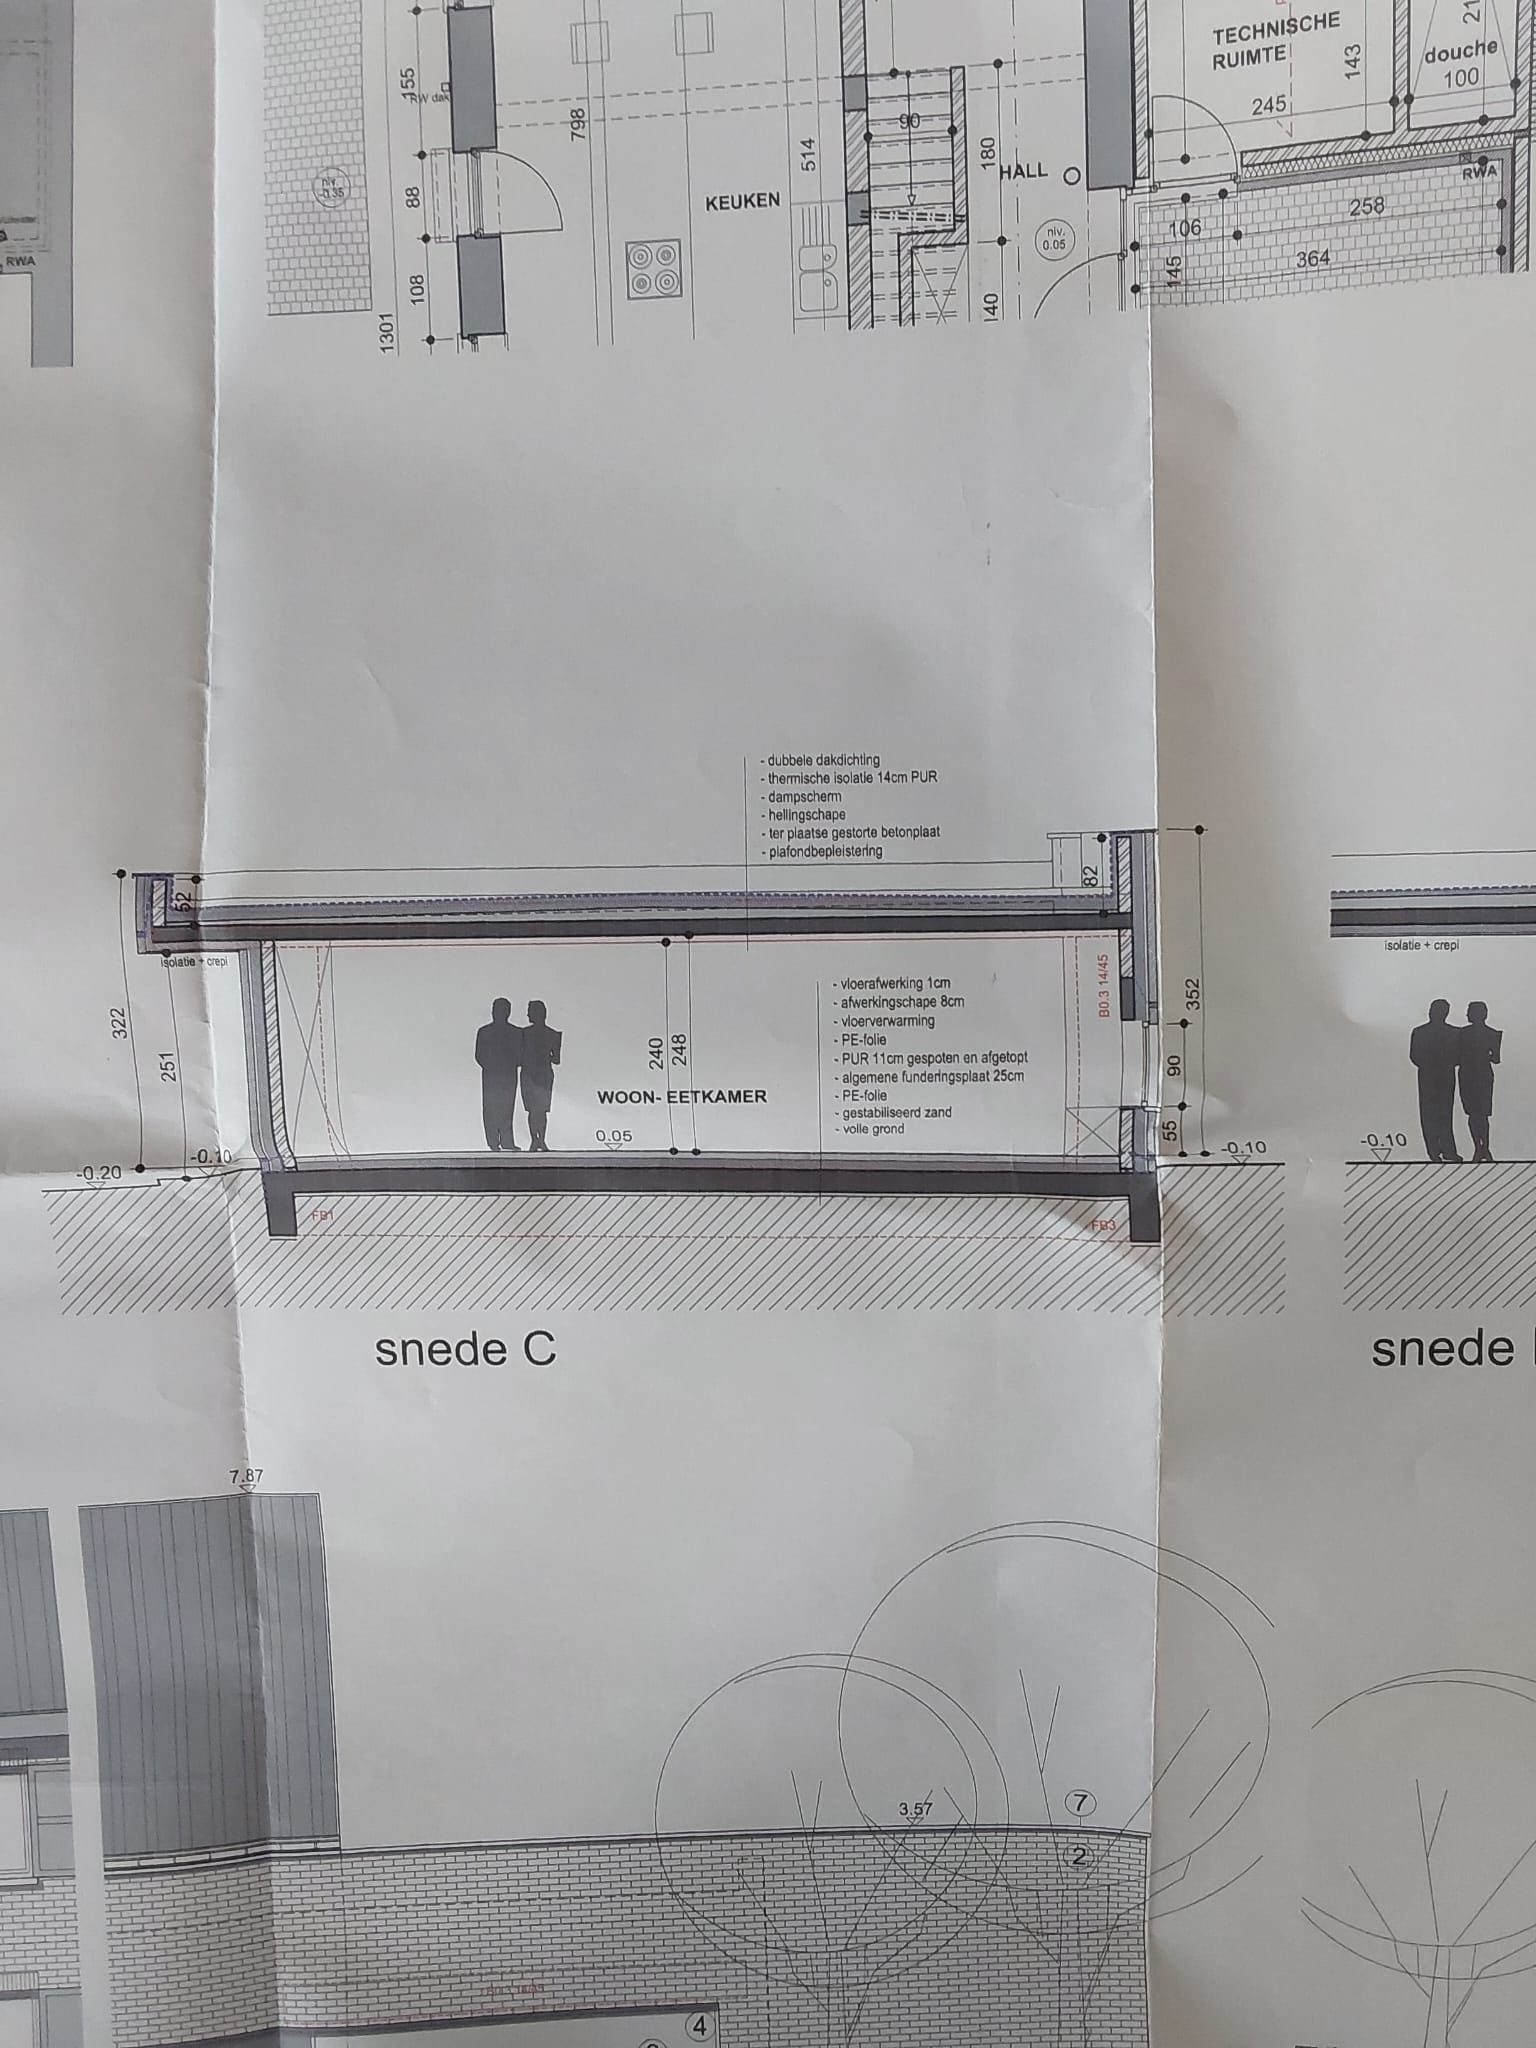 TECHNISCHE
RUIMTE
douche
100
143
245
155
RW dak
798
90
180
514
HALL
RWA
niv.
-0.35
88
KEUKEN
niv.
0.05
106
258
RWA
108
145
364
1301
- dubbele dakdichting
- thermische isolatie 14cm PUR
- dampscherm
- hellingschape
- ter plaatse gestorte betonplaat
- plafondbepleistering
52
82
isolatie + crepi
isolatie + crepi
322
251
240
248
B0.3 14/45
352
90
55
- vloerafwerking 1cm
- afwerkingschape 8cm
- vloerverwarming
- PE-folie
- PUR 11cm gespoten en afgetopt
- algemene funderingsplaat 25cm
- PE-folie
- gestabiliseerd zand
- volle grond
WOON- EETKAMER
0.05
-0.20
-0.10
-0.10
-0.10
FB1
FB3
snede C
snede
7.87
3.57
7
2
4